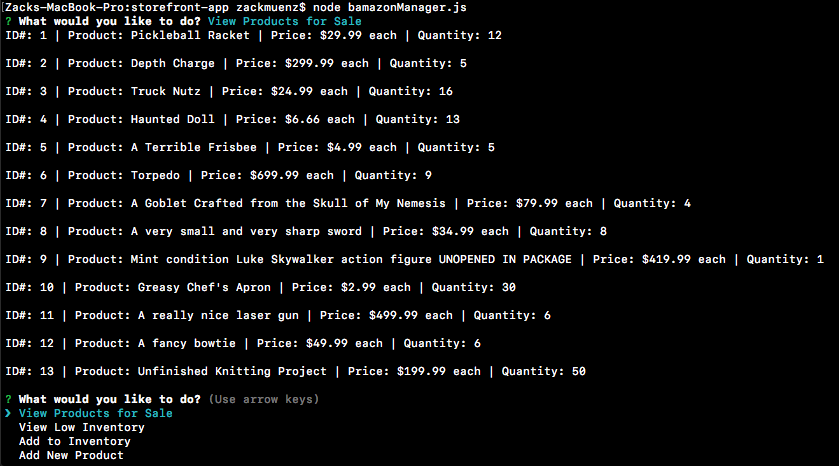 [Zacks-MacBook-Pro:storefront-app zackmuenz$ node bamazonManager.js
? What would you like to do? View Products for Sale
ID#: 1 | Product: Pickleball Racket | Price: $29.99 each | Quantity: 12
ID#: 2 | Product: Depth Charge | Price: $299.99 each | Quantity: 5
ID#: 3 | Product: Truck Nutz | Price: $24.99 each | Quantity: 16
ID#: 4 | Product: Haunted Doll | Price: $6.66 each | Quantity: 13
ID#: 5 | Product: A Terrible Frisbee | Price: $4.99 each | Quantity: 5
ID#: 6 | Product: Torpedo | Price: $699.99 each | Quantity: 9
ID#: 7 | Product: A Goblet Crafted from the Skull of My Nemesis | Price: $79.99 each | Quantity: 4
ID#: 8 | Product: A very small and very sharp sword | Price: $34.99 each | Quantity: 8
ID#: 9 | Product: Mint condition Luke Skywalker action figure UNOPENED IN PACKAGE | Price: $419.99 each | Quantity: 1
ID#: 10 | Product: Greasy Chef's Apron | Price: $2.99 each | Quantity: 30
ID#: 11 | Product: A really nice laser gun | Price: $499.99 each | Quantity: 6
ID#: 12 | Product: A fancy bowtie | Price: $49.99 each | Quantity: 6
ID#: 13 | Product: Unfinished Knitting Project | Price: $199.99 each | Quantity: 50
? What would you like to do? (Use arrow keys)
❯ View Products for Sale
View Low Inventory
Add to Inventory
Add New Product